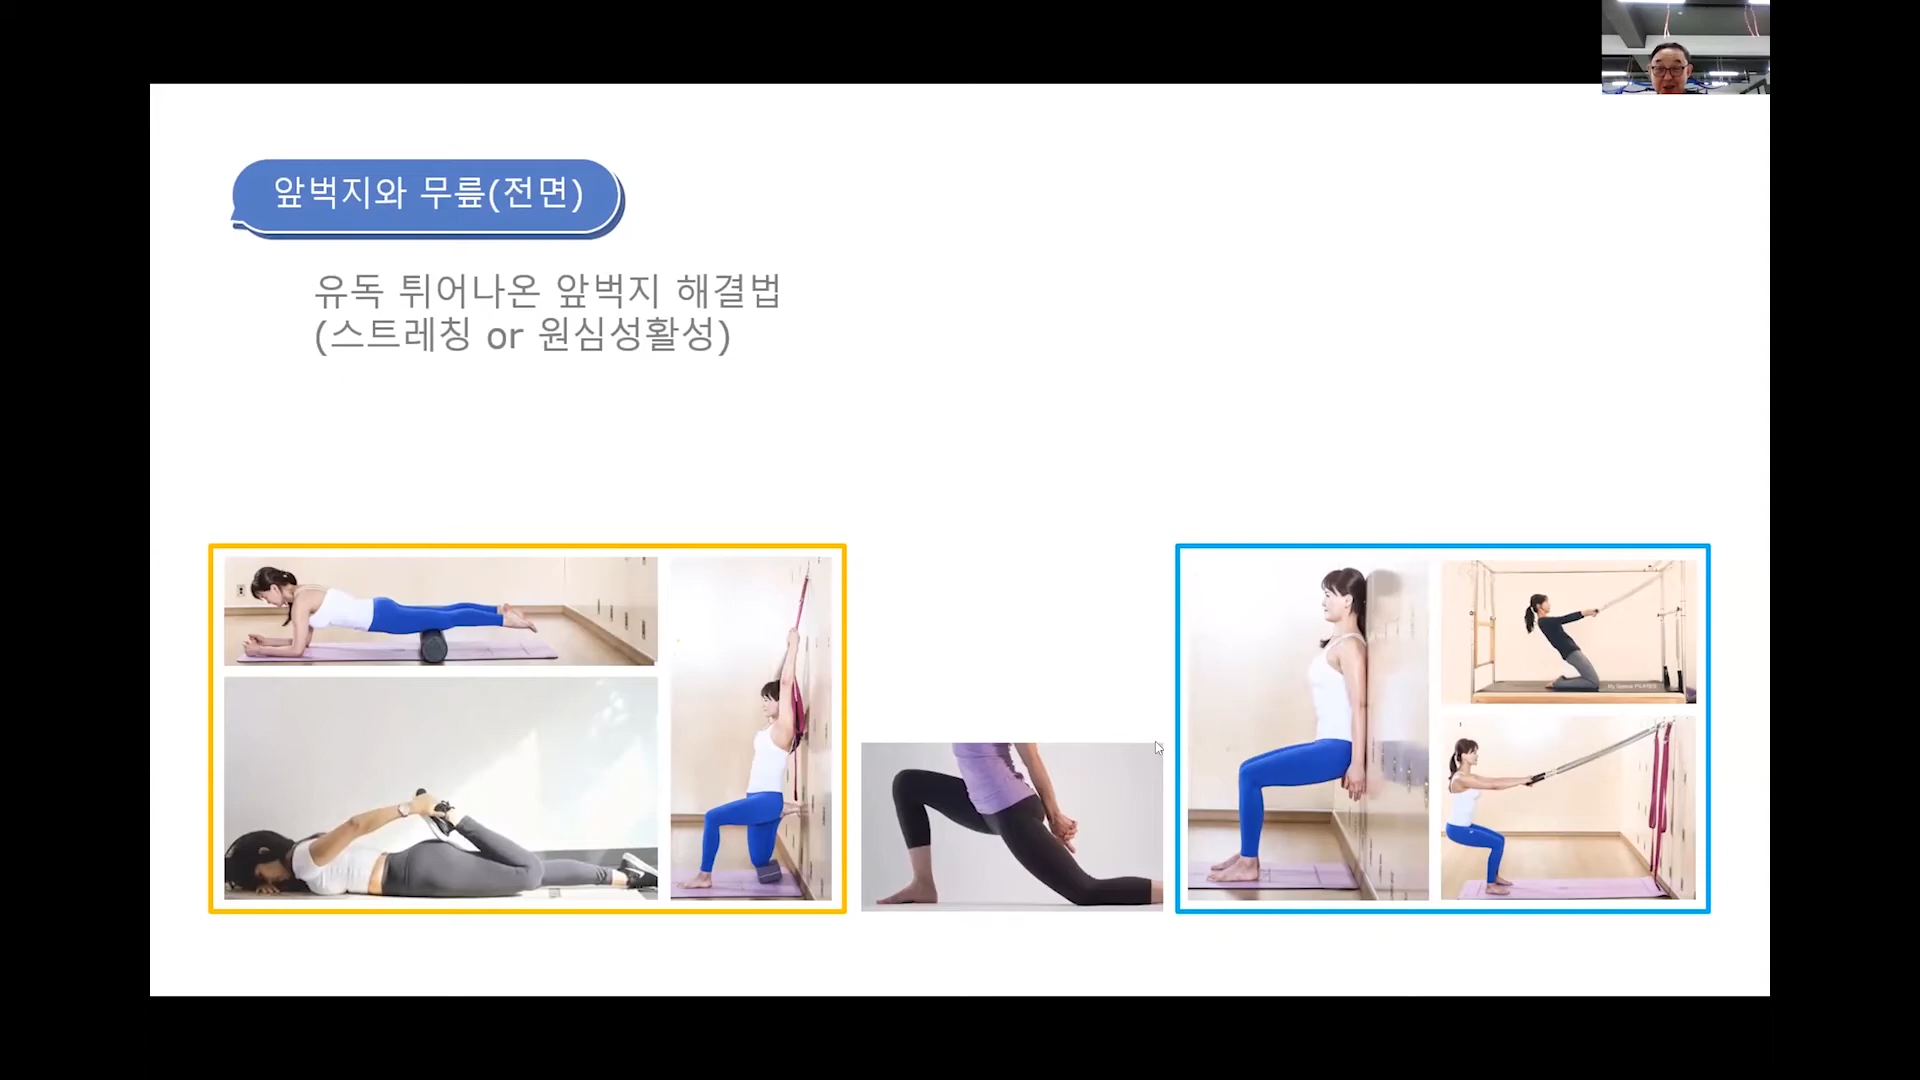 앞벅지와 무릎(전면)
유독 튀어나온 앞벅지 해결법
(스트레칭 or 원심성활성)